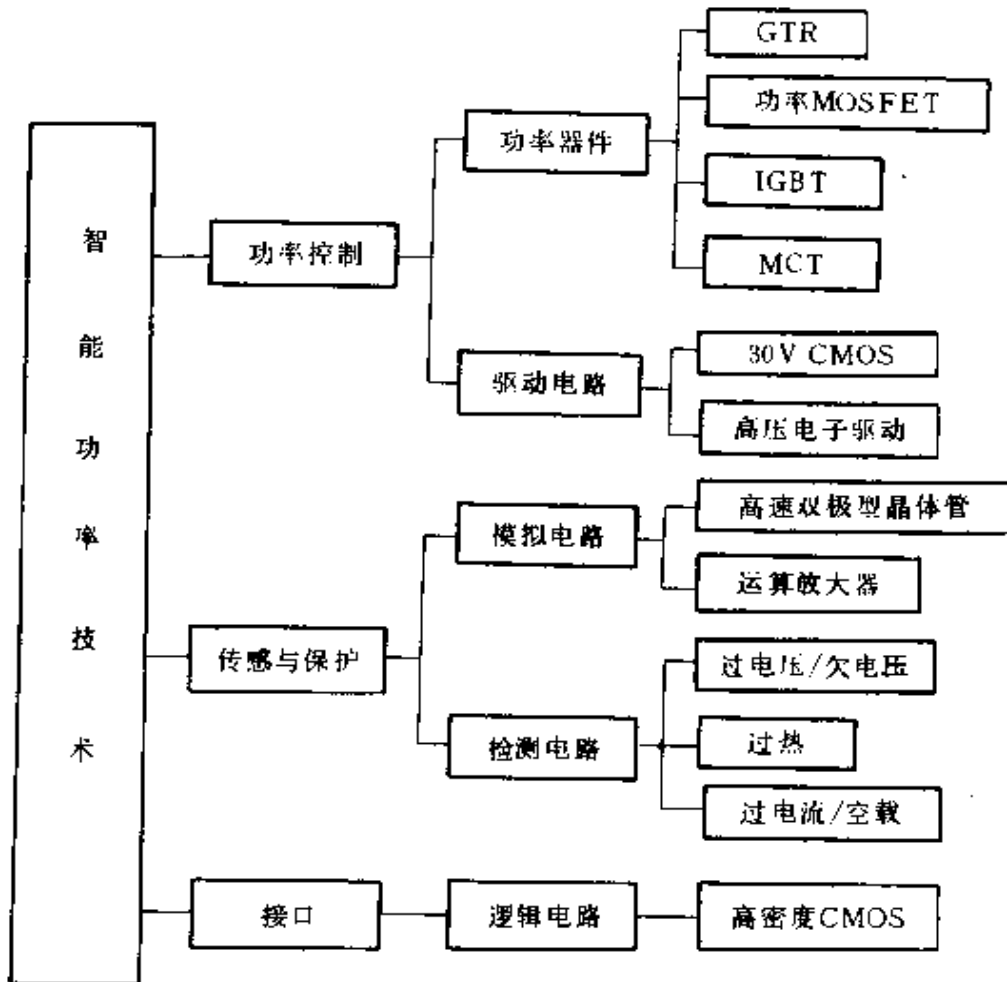 智能功率技术
功率控制
功率器件
GTR
功率MOSFET
IGBT
MCT
驱动电路
30V CMOS
高压电子驱动
传感与保护
模拟电路
高速双极型晶体管
运算放大器
检测电路
过电压/欠电压
过热
过电流/空载
接口
逻辑电路
高密度CMOS